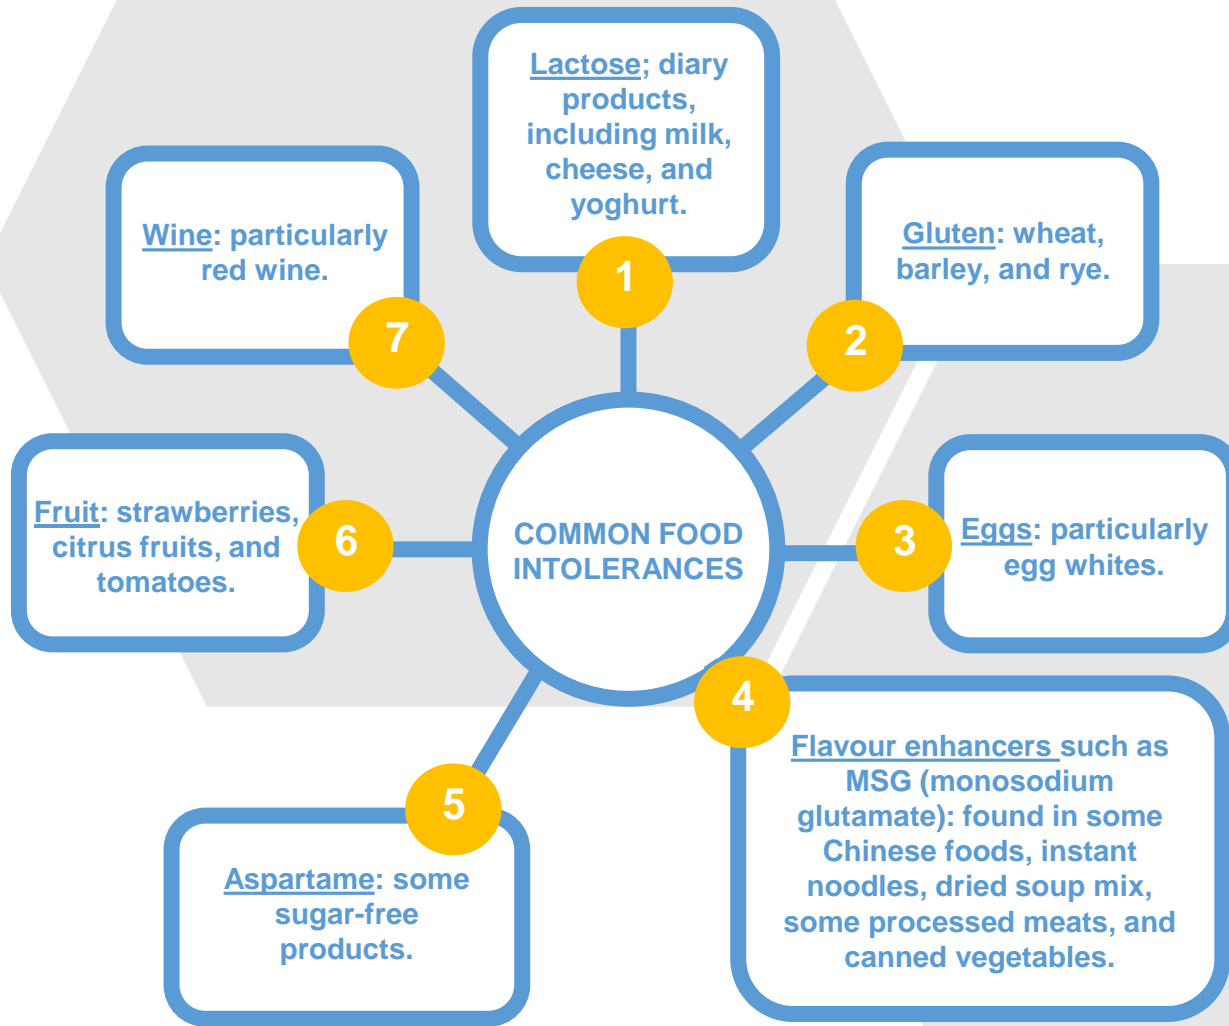 Lactose; diary
products,
including milk,
cheese, and
yoghurt.
1
Gluten: wheat,
barley, and rye.
2
Eggs: particularly
egg whites.
3
Flavour enhancers such as
MSG (monosodium
glutamate): found in some
Chinese foods, instant
noodles, dried soup mix,
some processed meats, and
canned vegetables.
4
Aspartame: some
sugar-free
products.
5
Fruit: strawberries,
citrus fruits, and
tomatoes.
6
Wine: particularly
red wine.
7
COMMON FOOD
INTOLERANCES